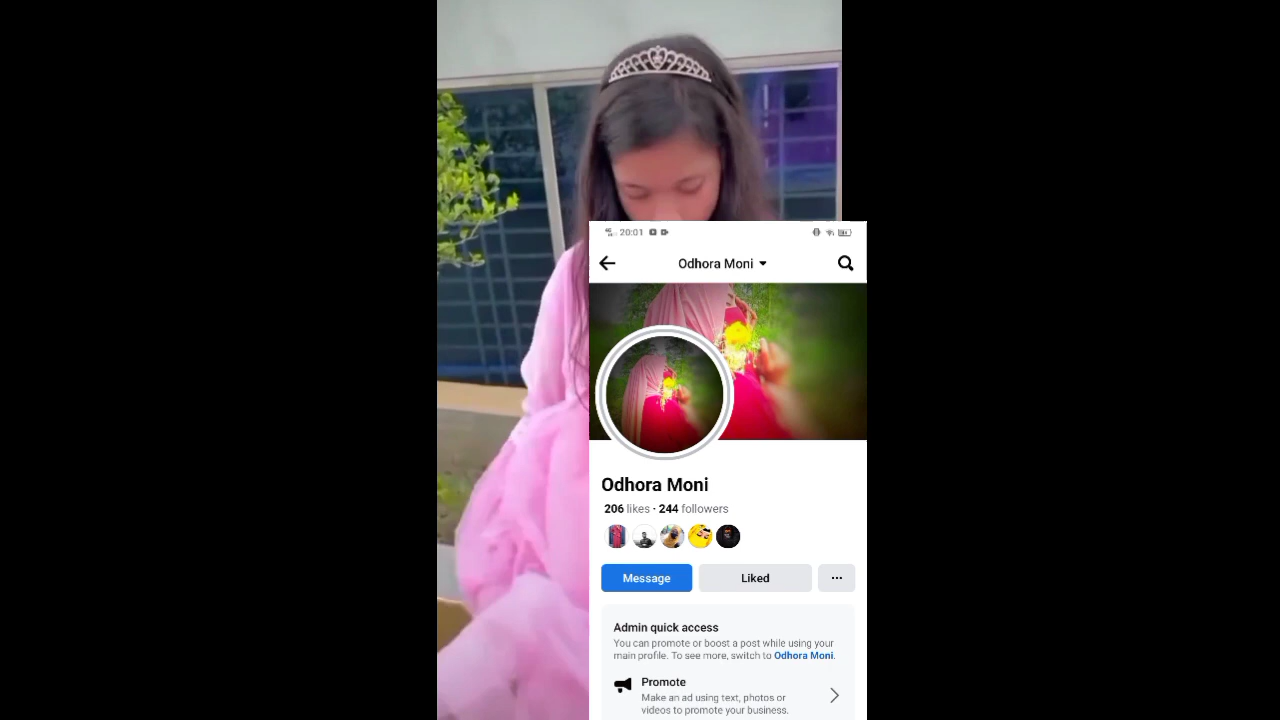 20:01
Odhora Moni
Odhora Moni
206 likes · 244 followers
Message
Liked
Admin quick access
You can promote or boost a post while using your
main profile. To see more, switch to Odhora Moni.
Promote
Make an ad using text, photos or
videos to promote your business.